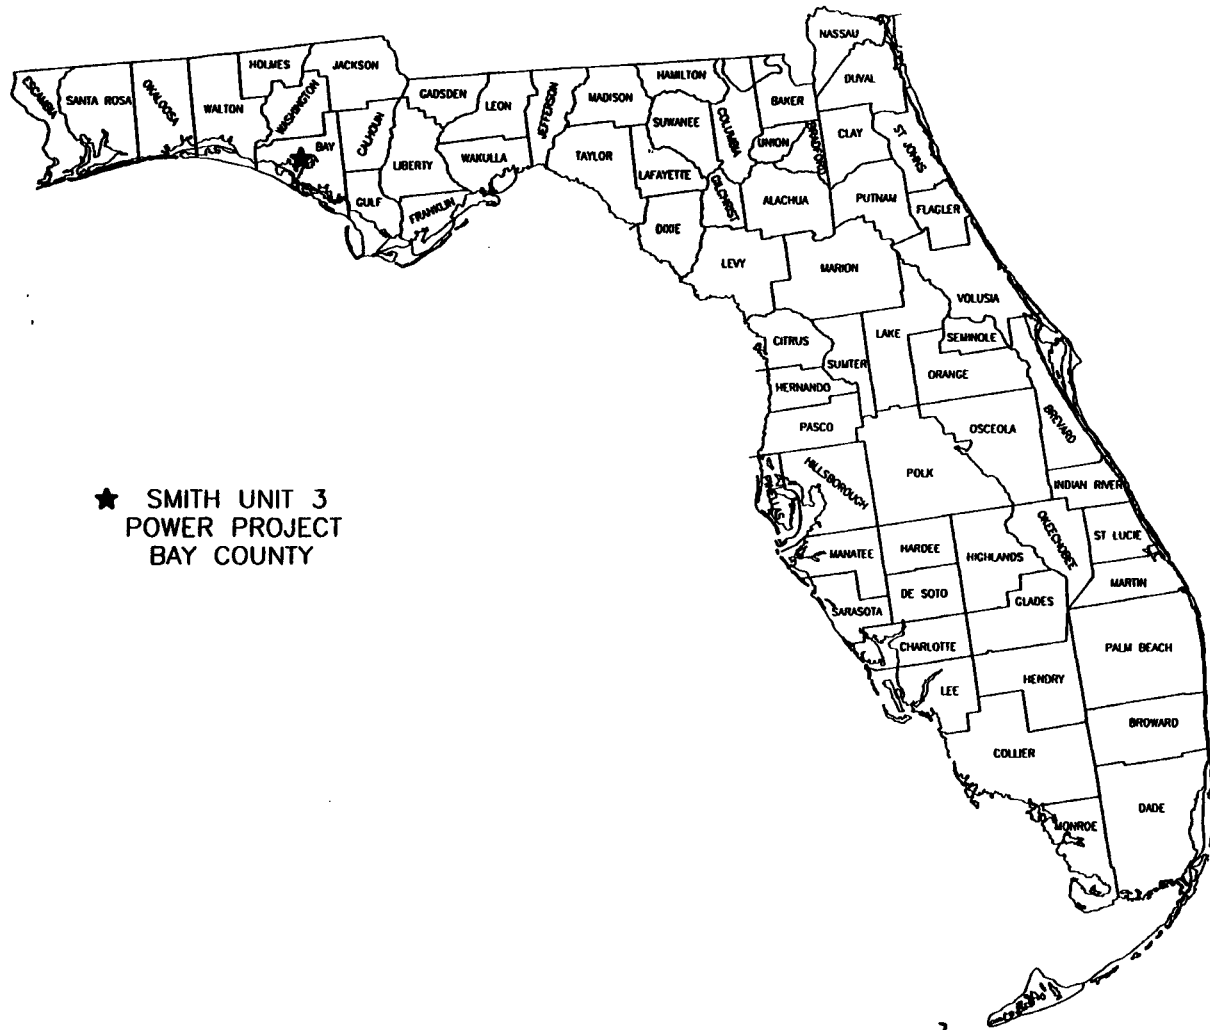 NASSAU
HOLMES
JACKSON
ESCAMBIA
SANTA ROSA
OKALOOSA
WALTON
WASHINGTON
BAY
CALHOUN
GADSDEN
LEON
JEFFERSON
MADISON
HAMILTON
SUWANEE
COLUMBIA
BAKER
DUVAL
UNION
BRADFORD
CLAY
ST JOHNS
LIBERTY
WAKULLA
TAYLOR
LAFAYETTE
GILCHRIST
ALACHUA
PUTNAM
FLAGLER
GULF
FRANKLIN
DIXIE
LEVY
MARION
VOLUSIA
CITRUS
SUMTER
LAKE
SEMINOLE
ORANGE
HERNANDO
PASCO
OSCEOLA
BREVARD
HILLSBOROUGH
POLK
INDIAN RIVER
PINELLAS
★ SMITH UNIT 3
POWER PROJECT
BAY COUNTY
MANATEE
HARDEE
HIGHLANDS
OKEECHOBEE
ST LUCIE
MARTIN
DE SOTO
SARASOTA
GLADES
CHARLOTTE
PALM BEACH
LEE
HENDRY
BROWARD
COLLIER
DADE
MONROE